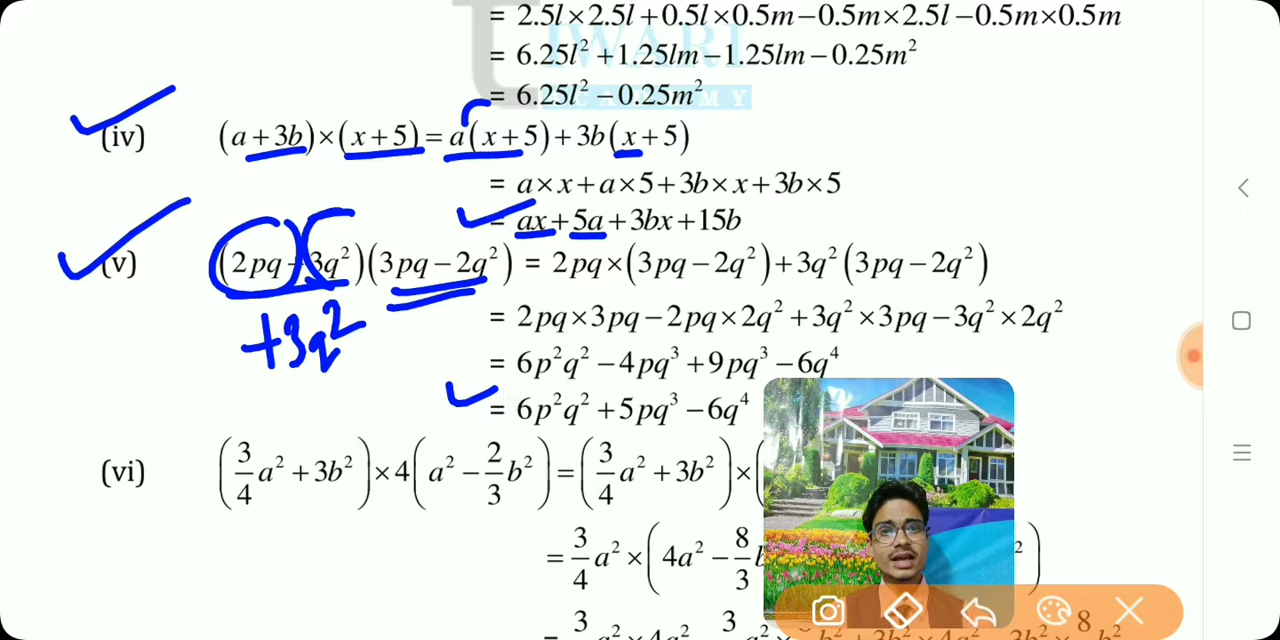 = 2.5l × 2.5l + 0.5l × 0.5m − 0.5m × 2.5l − 0.5m × 0.5m
= 6.25l² + 1.25lm − 1.25lm − 0.25m²
= 6.25l² − 0.25m²
(iv) (a + 3b) × (x + 5) = a(x + 5) + 3b(x + 5)
= a × x + a × 5 + 3b × x + 3b × 5
= ax + 5a + 3bx + 15b
(v) (2pq + 3q²)(3pq − 2q²) = 2pq × (3pq − 2q²) + 3q²(3pq − 2q²)
+3q²
= 2pq × 3pq − 2pq × 2q² + 3q² × 3pq − 3q² × 2q²
= 6p²q² − 4pq³ + 9pq³ − 6q⁴
= 6p²q² + 5pq³ − 6q⁴
(vi) (3/4 a² + 3b²) × 4(a² − 2/3 b²) = (3/4 a² + 3b²) × (
= 3/4 a² × (4a² − 8/3 b ²)